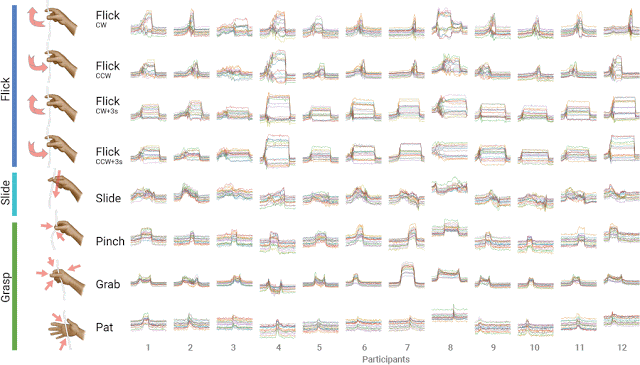 Flick
Flick
CW
Flick
CCW
Flick
CW+3s
Flick
CCW+3s
Slide
Slide
Grasp
Pinch
Grab
Pat
1 2 3 4 5 6 7 8 9 10 11 12
Participants